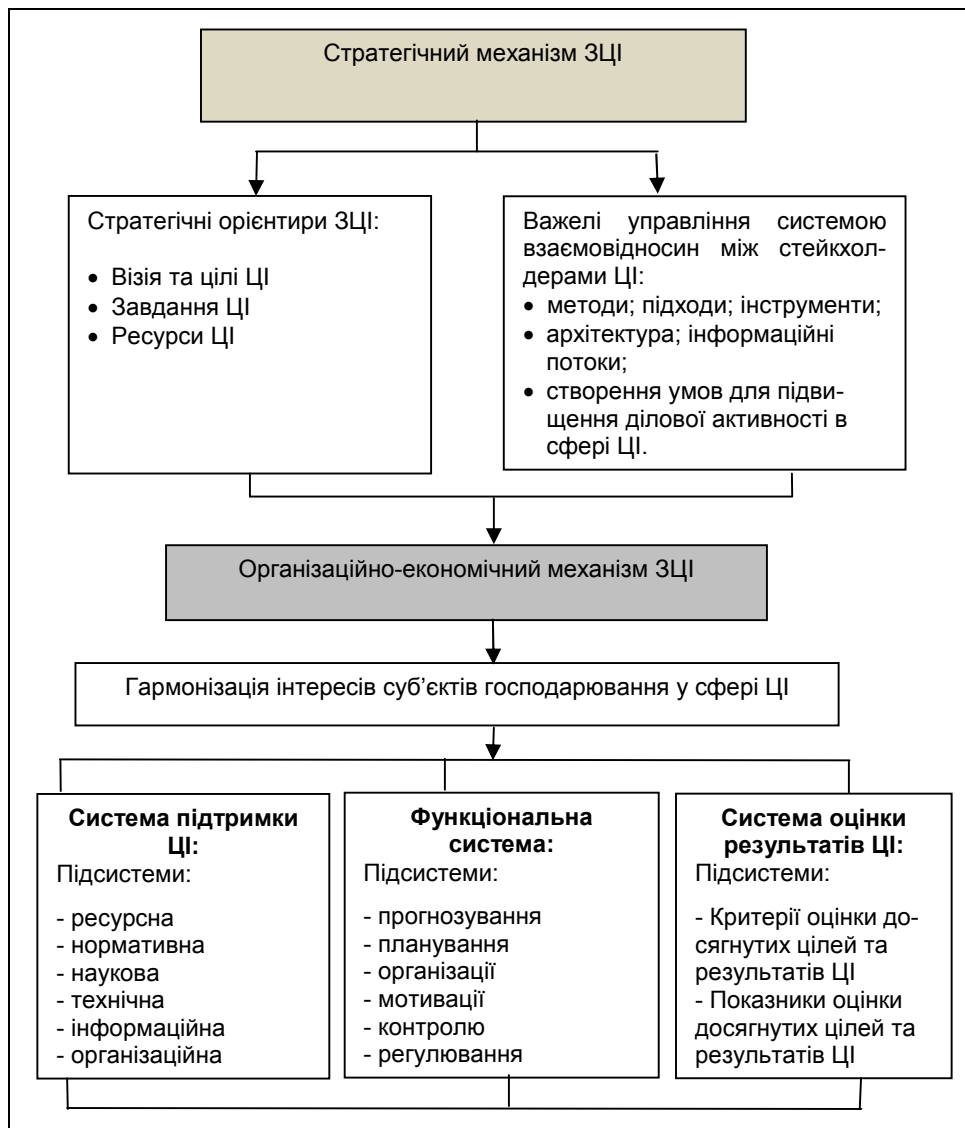 Стратегічний механізм ЗЦІ
Стратегічні орієнтири ЗЦІ:
• Візія та цілі ЦІ
• Завдання ЦІ
• Ресурси ЦІ
Важелі управління системою
взаємовідносин між стейкхол-
дерами ЦІ:
• методи; підходи; інструменти;
• архітектура; інформаційні
потоки;
• створення умов для підви-
щення ділової активності в
сфері ЦІ.
Організаційно-економічний механізм ЗЦІ
Гармонізація інтересів суб’єктів господарювання у сфері ЦІ
Система підтримки
ЦІ:
Підсистеми:
- ресурсна
- нормативна
- наукова
- технічна
- інформаційна
- організаційна
Функціональна
система:
Підсистеми:
- прогнозування
- планування
- організації
- мотивації
- контролю
- регулювання
Система оцінки
результатів ЦІ:
Підсистеми:
- Критерії оцінки до-
сягнутих цілей та
результатів ЦІ
- Показники оцінки
досягнутих цілей та
результатів ЦІ